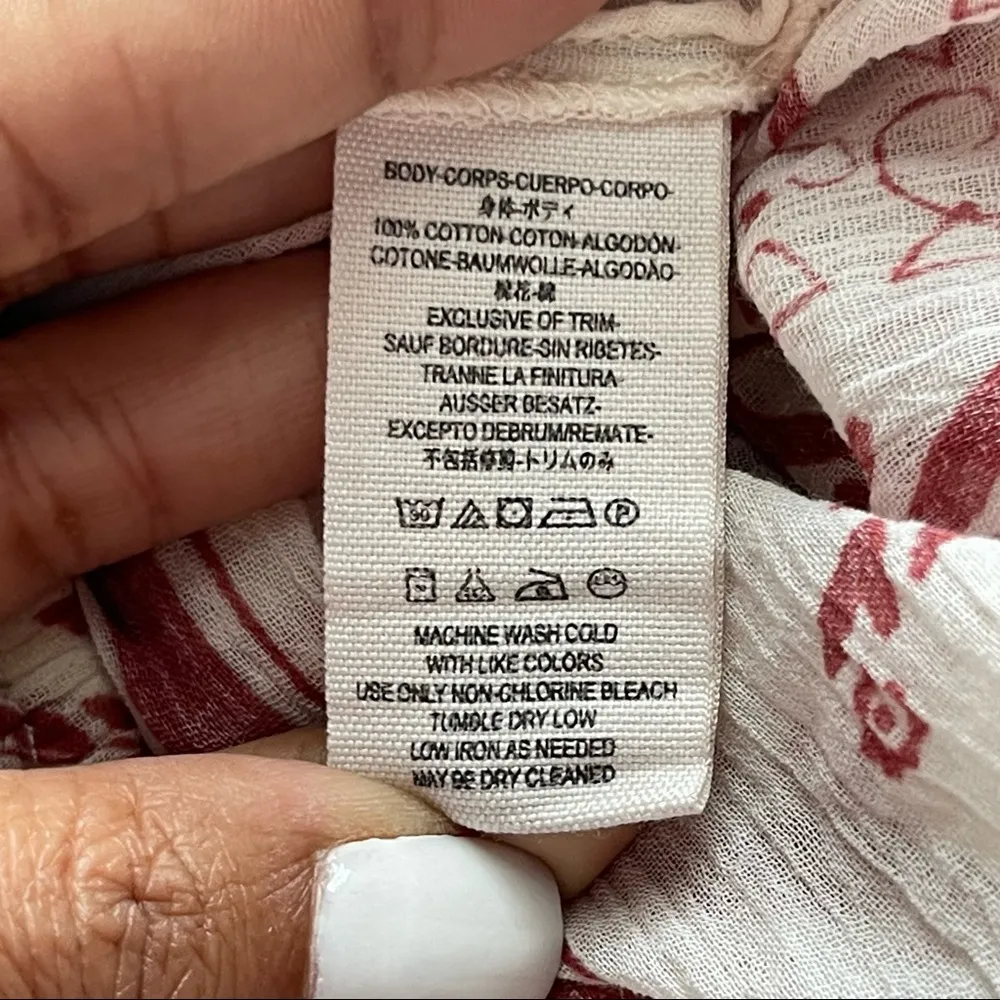 BODY-CORPS-CUERPO-CORPO-
身体-ボディ
100% COTTON-COTON-ALGODÓN-
COTONE-BAUMWOLLE-ALGODÃO-
棉花-綿
EXCLUSIVE OF TRIM-
SAUF BORDURE-SIN RIBETES-
TRANNE LA FINITURA-
AUSSER BESATZ-
EXCEPTO DEBRUM/REMATE-
不包括修剪-トリムのみ
30 P
MACHINE WASH COLD
WITH LIKE COLORS
USE ONLY NON-CHLORINE BLEACH
TUMBLE DRY LOW
LOW IRON AS NEEDED
MAY BE DRY CLEANED